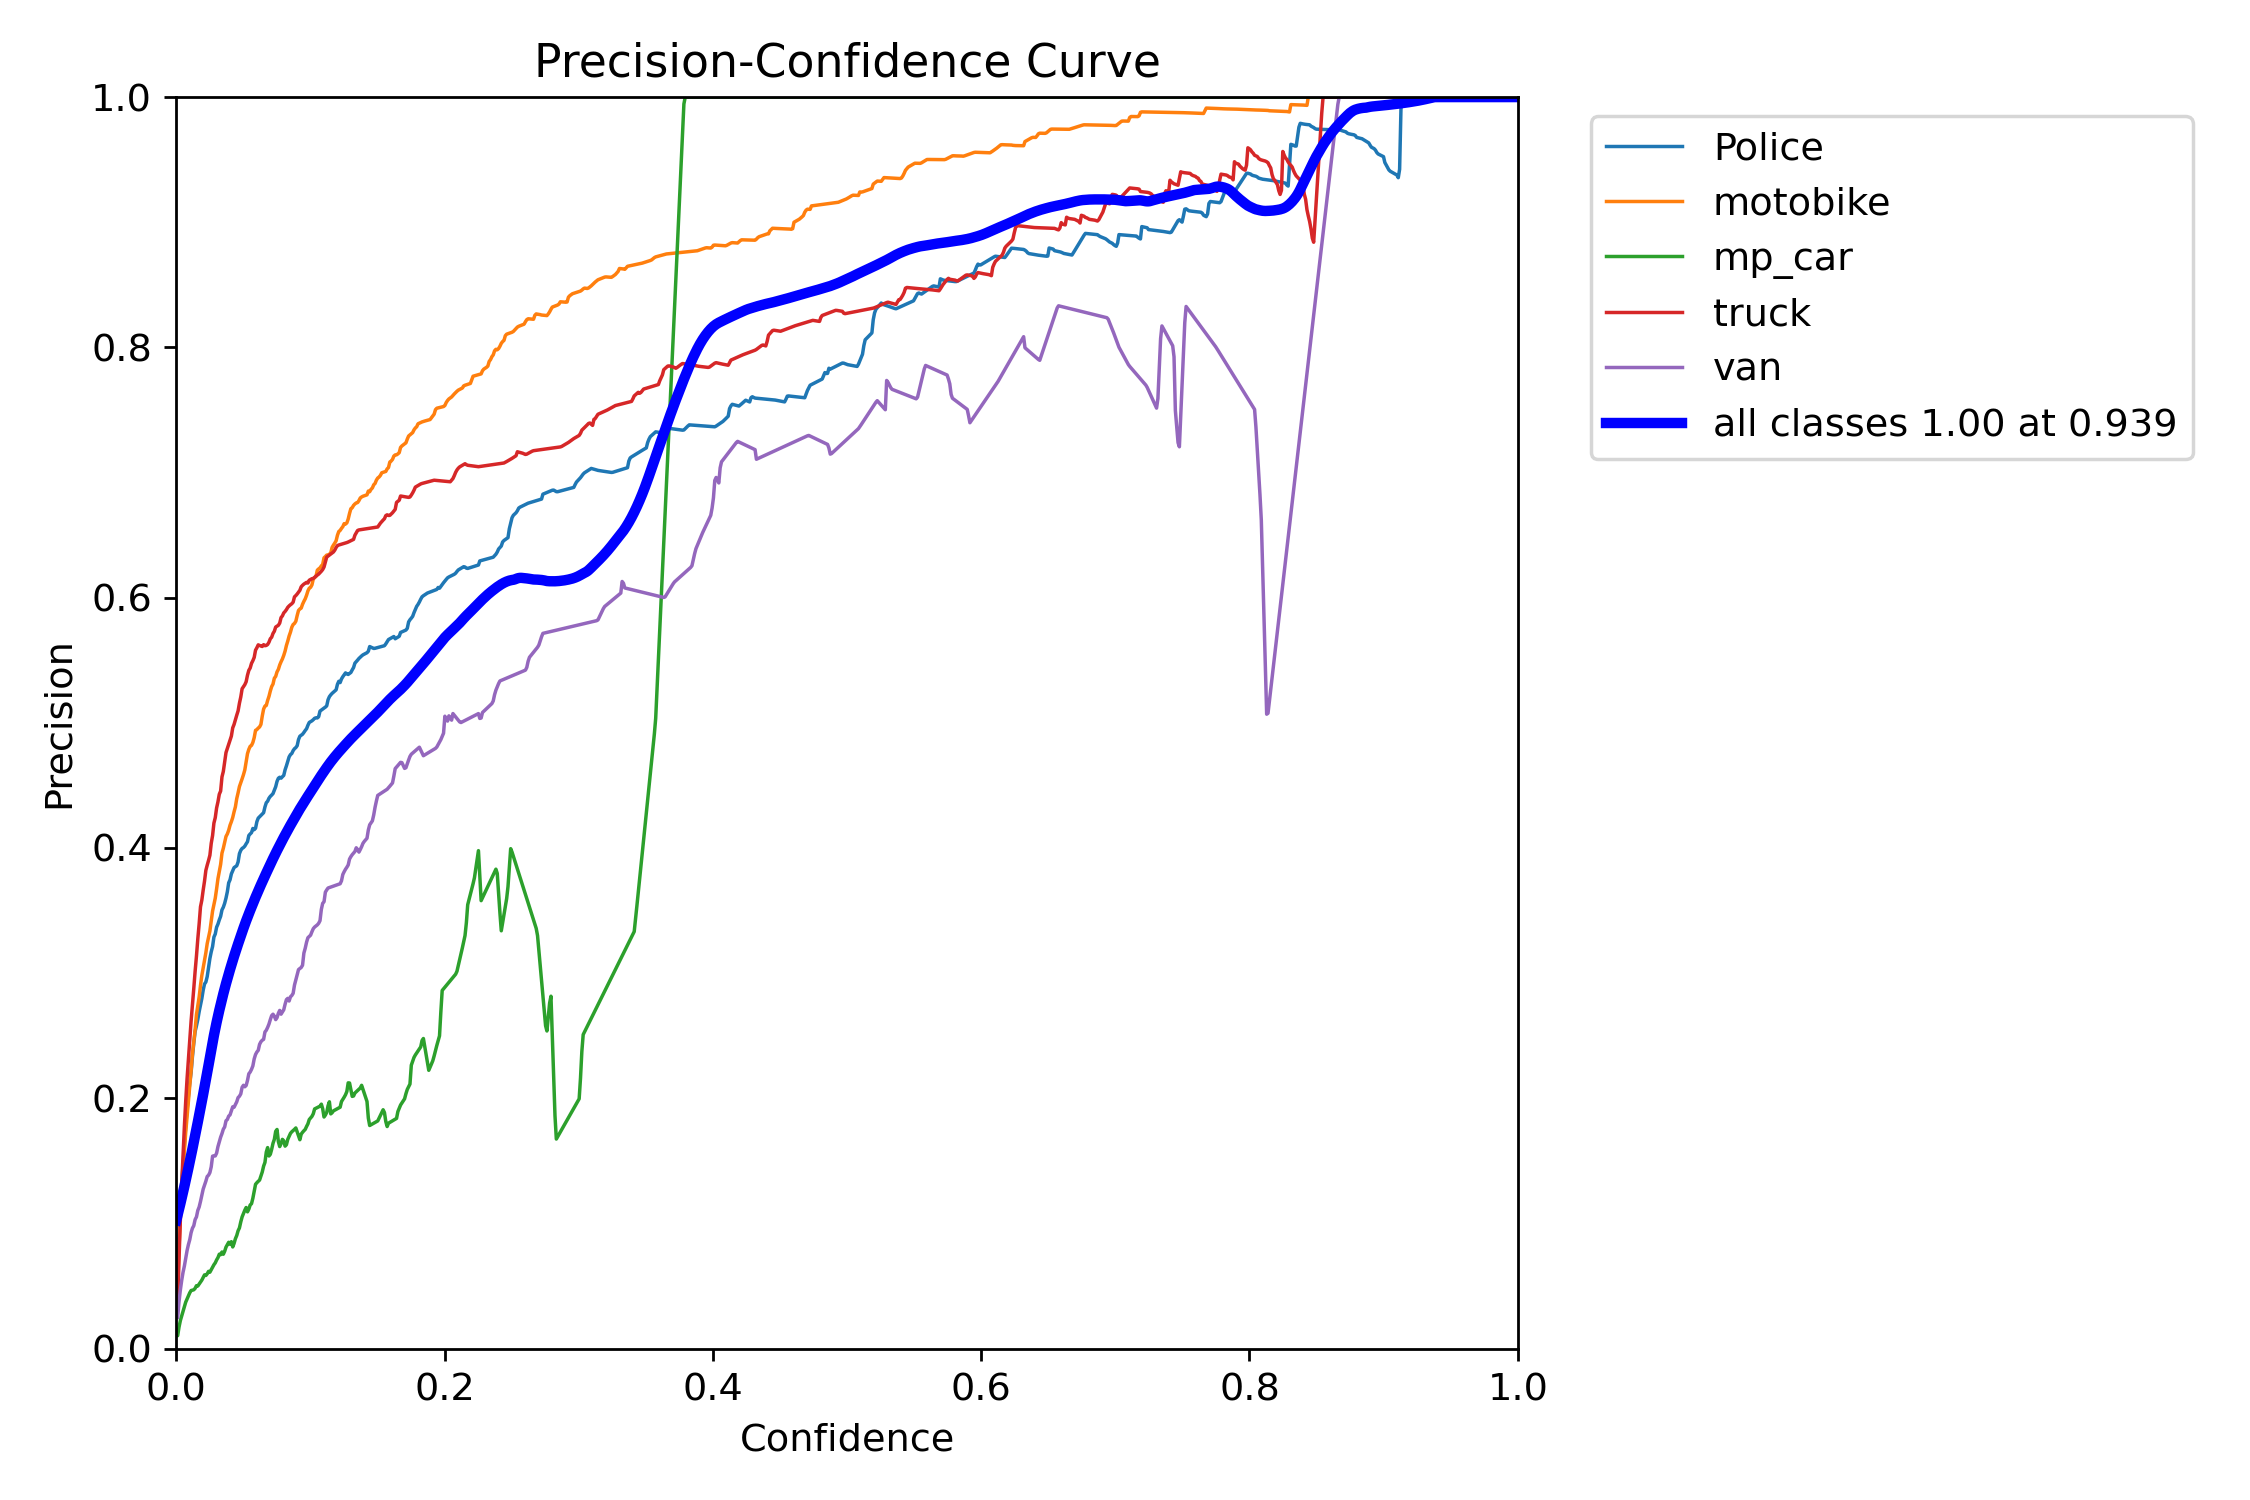 Precision-Confidence Curve
1.0
0.8
0.6
0.4
0.2
0.0
Precision
0.0 0.2 0.4 0.6 0.8 1.0
Confidence
Police
motobike
mp_car
truck
van
all classes 1.00 at 0.939